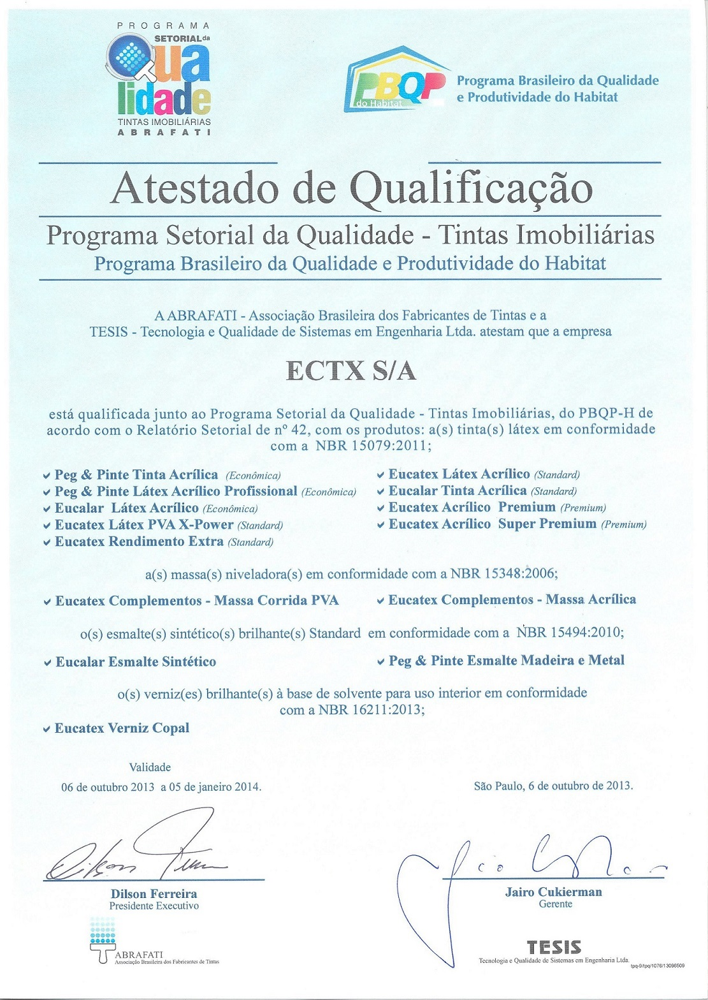 PROGRAMA
SETORIAL da
Qualidade
TINTAS IMOBILIÁRIAS
ABRAFATI
PBQP
do Habitat
Programa Brasileiro da Qualidade
e Produtividade do Habitat
Atestado de Qualificação
Programa Setorial da Qualidade - Tintas Imobiliárias
Programa Brasileiro da Qualidade e Produtividade do Habitat
A ABRAFATI - Associação Brasileira dos Fabricantes de Tintas e a
TESIS - Tecnologia e Qualidade de Sistemas em Engenharia Ltda. atestam que a empresa
ECTX S/A
está qualificada junto ao Programa Setorial da Qualidade - Tintas Imobiliárias, do PBQP-H de
acordo com o Relatório Setorial de nº 42, com os produtos: a(s) tinta(s) látex em conformidade
com a NBR 15079:2011;
✓ Peg & Pinte Tinta Acrílica (Econômica)
✓ Peg & Pinte Látex Acrílico Profissional (Econômica)
✓ Eucalar Látex Acrílico (Econômica)
✓ Eucatex Látex PVA X-Power (Standard)
✓ Eucatex Rendimento Extra (Standard)
✓ Eucatex Látex Acrílico (Standard)
✓ Eucalar Tinta Acrílica (Standard)
✓ Eucatex Acrílico Premium (Premium)
✓ Eucatex Acrílico Super Premium (Premium)
a(s) massa(s) niveladora(s) em conformidade com a NBR 15348:2006;
✓ Eucatex Complementos - Massa Corrida PVA
✓ Eucatex Complementos - Massa Acrílica
o(s) esmalte(s) sintético(s) brilhante(s) Standard em conformidade com a NBR 15494:2010;
✓ Eucalar Esmalte Sintético
✓ Peg & Pinte Esmalte Madeira e Metal
o(s) verniz(es) brilhante(s) à base de solvente para uso interior em conformidade
com a NBR 16211:2013;
✓ Eucatex Verniz Copal
Validade
06 de outubro 2013 a 05 de janeiro 2014.
São Paulo, 6 de outubro de 2013.
Dilson Ferreira
Presidente Executivo
ABRAFATI
Associação Brasileira dos Fabricantes de Tintas
Jairo Cukierman
Gerente
TESIS
Tecnologia e Qualidade de Sistemas em Engenharia Ltda.
tpq-9/tpq/1076/13096509